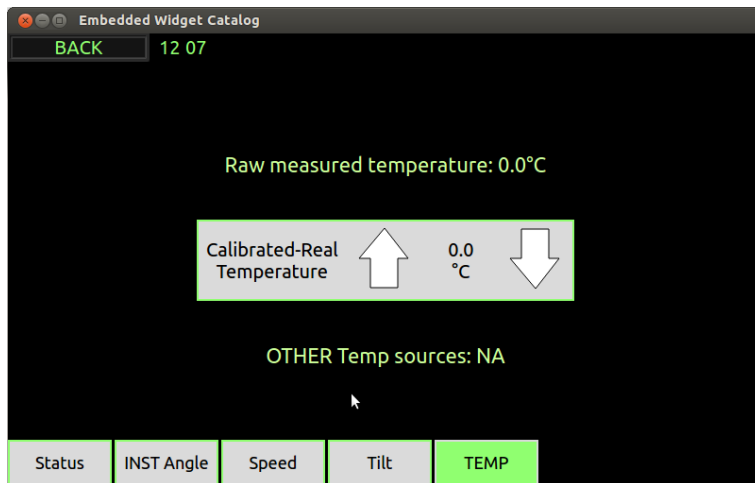 Embedded Widget Catalog
BACK 12 07
Raw measured temperature: 0.0°C
Calibrated-Real
Temperature
0.0
°C
OTHER Temp sources: NA
Status INST Angle Speed Tilt TEMP